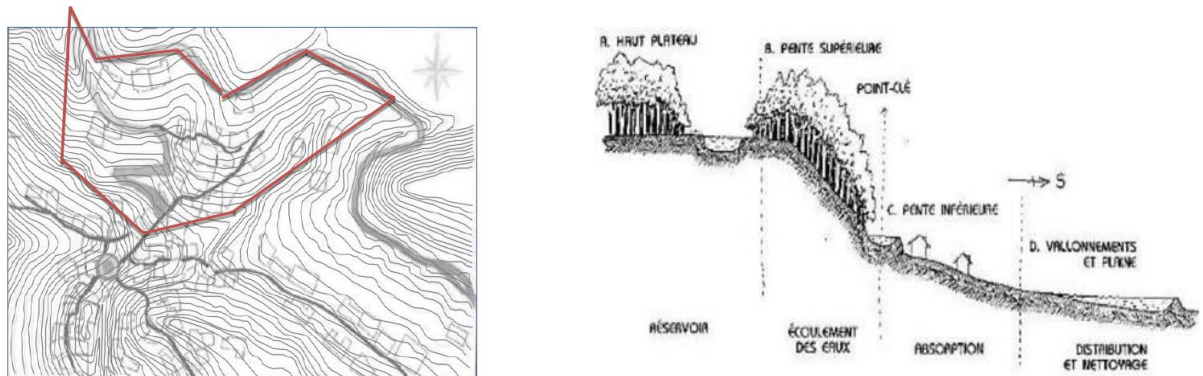 A. HAUT PLATEAU
B. PENTE SUPÉRIEURE
POINT-CLÉ
S
C. PENTE INFÉRIEURE
D. VALLONNEMENTS
ET PLAINE
RÉSERVOIR
ÉCOULEMENT
DES EAUX
ABSORPTION
DISTRIBUTION
ET NETTOYAGE